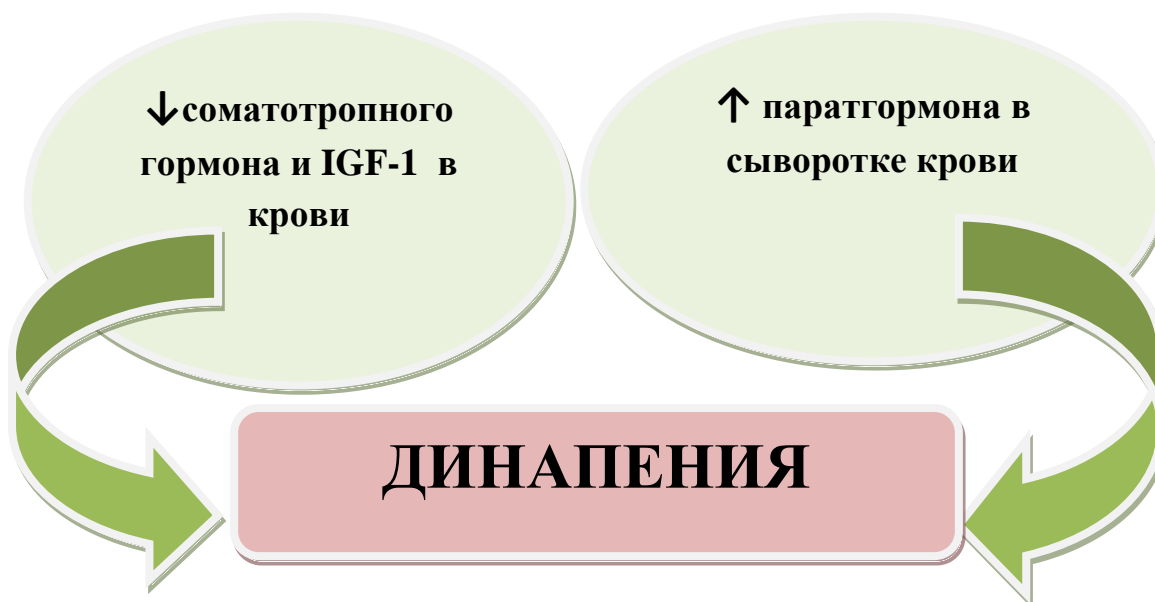 ↓соматотропного
гормона и IGF-1 в
крови
↑ паратгормона в
сыворотке крови
ДИНАПЕНИЯ